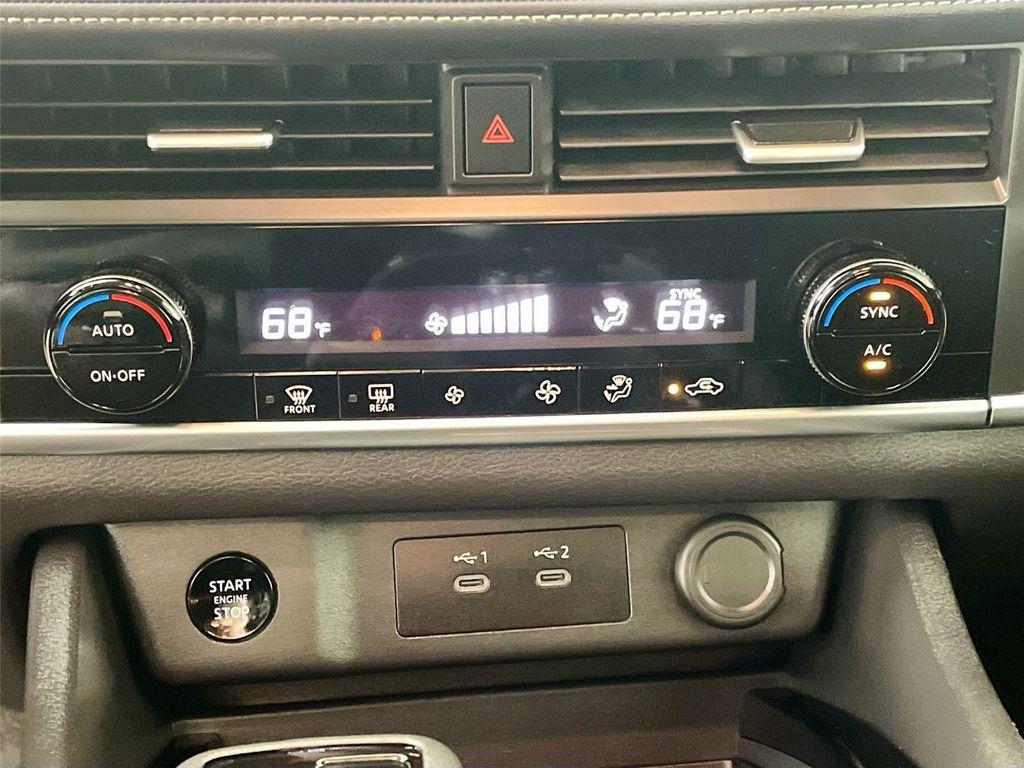 SYNC
68°F
68°F
AUTO
ON·OFF
SYNC
A/C
FRONT
REAR
START
ENGINE
STOP
1
2